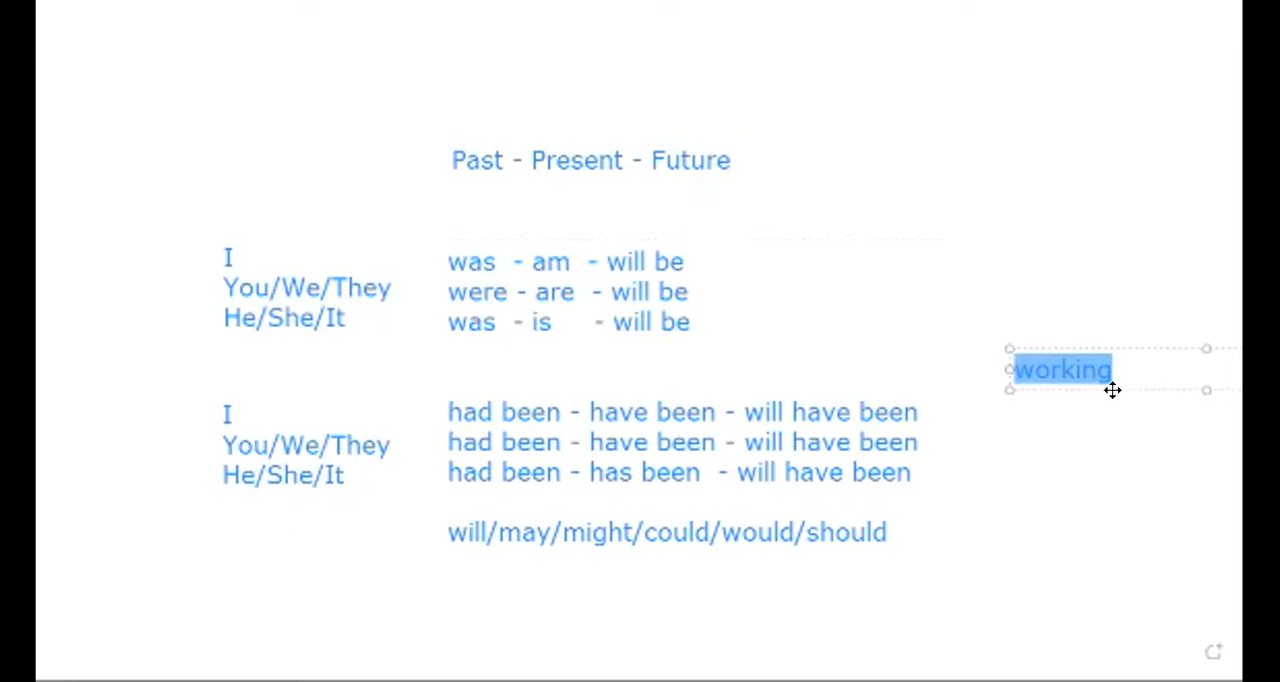 Past - Present - Future
I
You/We/They
He/She/It
was - am - will be
were - are - will be
was - is - will be
working
I
You/We/They
He/She/It
had been - have been - will have been
had been - have been - will have been
had been - has been - will have been
will/may/might/could/would/should